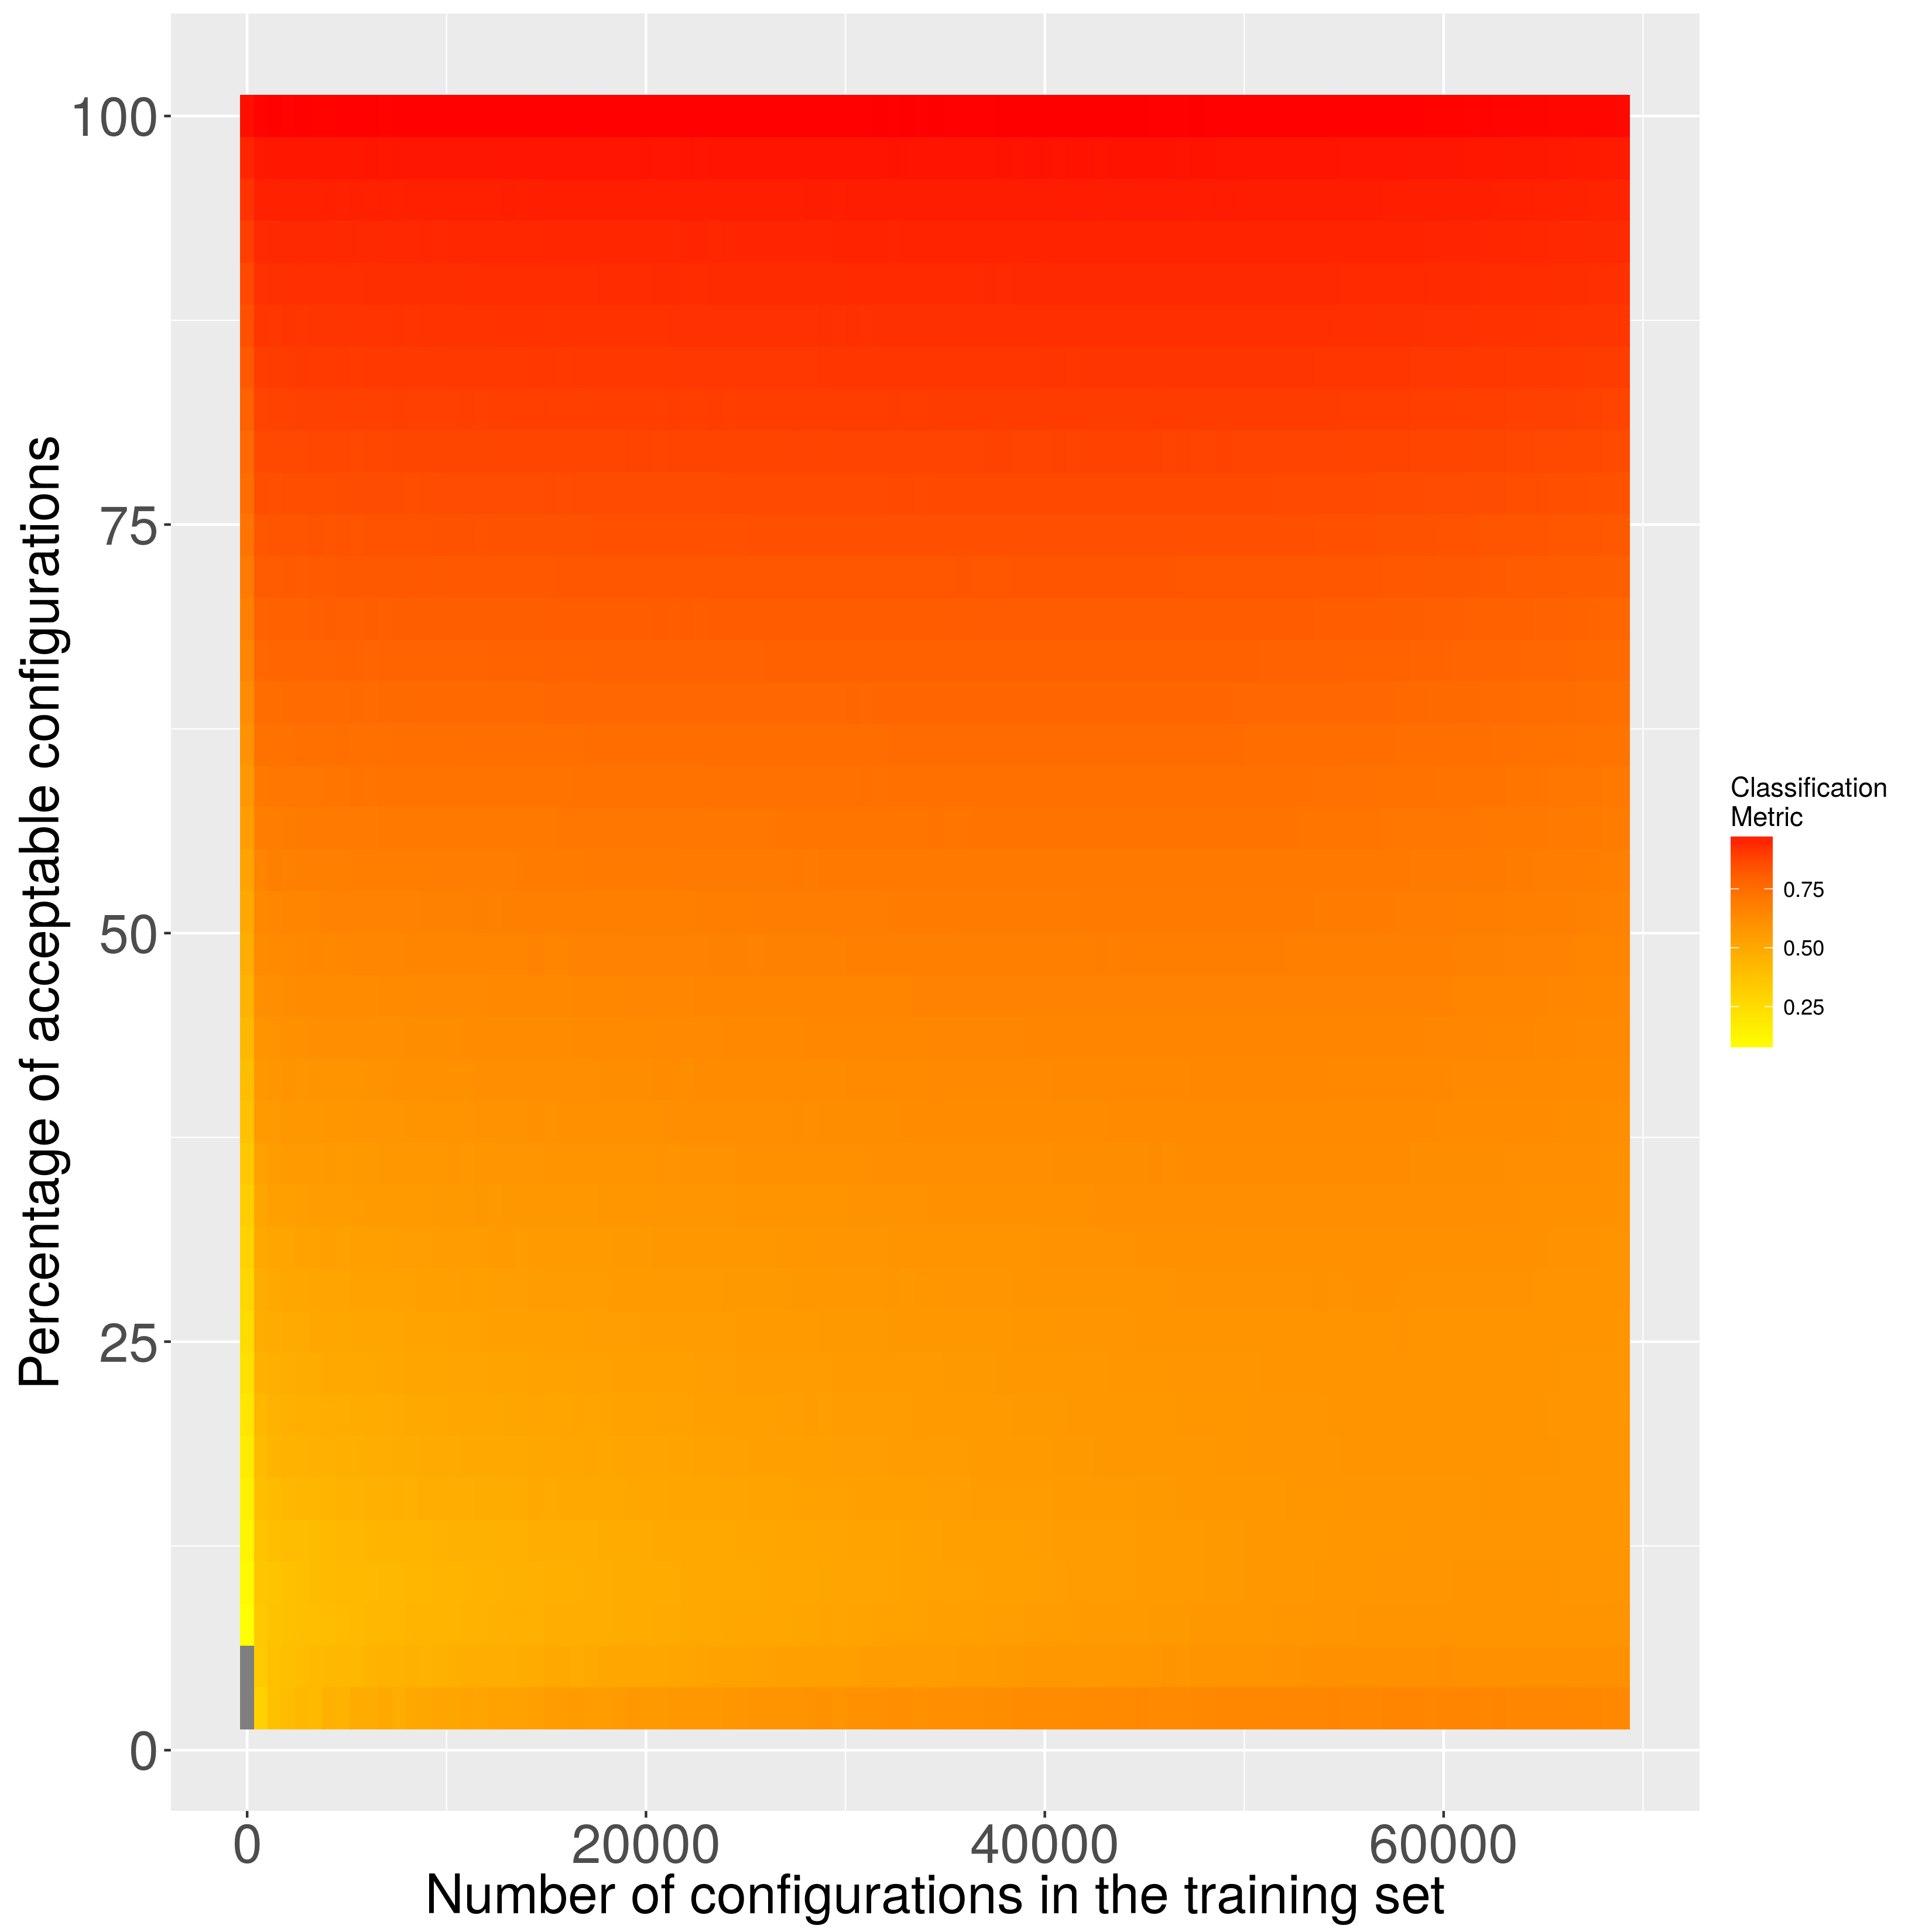 Percentage of acceptable configurations
100
75
50
25
0
0 20000 40000 60000
Number of configurations in the training set
Classification
Metric
0.75
0.50
0.25